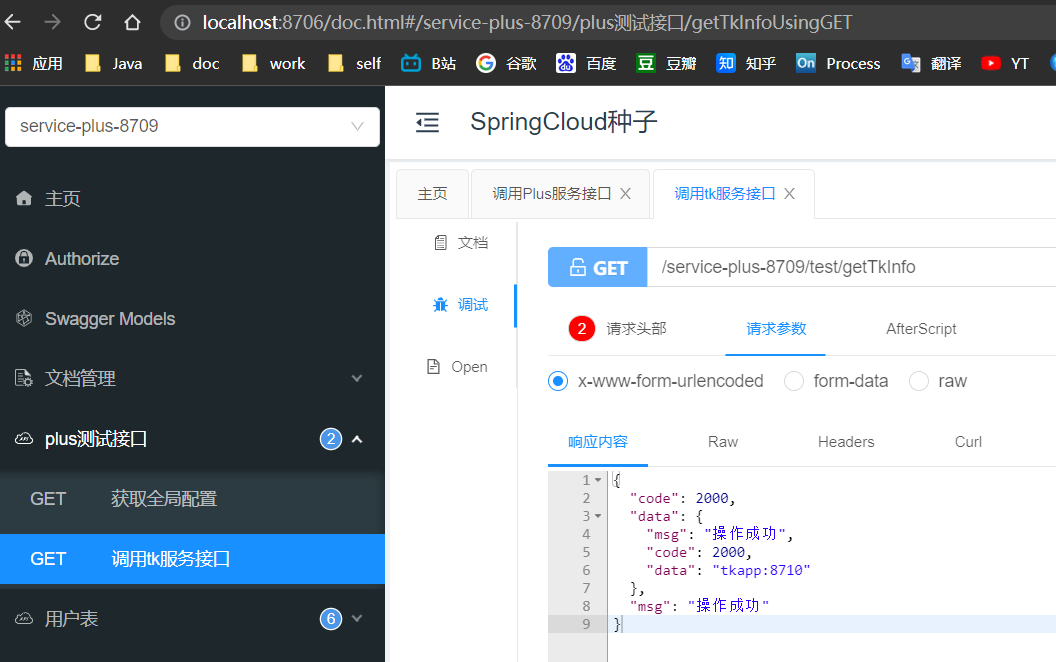 localhost:8706/doc.html#/service-plus-8709/plus测试接口/getTkInfoUsingGET
应用 Java doc work self B站 谷歌 百度 豆 豆瓣 知 知乎 On Process 翻译 YT
service-plus-8709
SpringCloud种子
主页
Authorize
Swagger Models
文档管理
plus测试接口 2
GET 获取全局配置
GET 调用tk服务接口
用户表 6
主页 调用Plus服务接口 调用tk服务接口
文档
调试
Open
GET /service-plus-8709/test/getTkInfo
2 请求头部 请求参数 AfterScript
x-www-form-urlencoded form-data raw
响应内容 Raw Headers Curl
1 {
2 "code": 2000,
3 "data": {
4 "msg": "操作成功",
5 "code": 2000,
6 "data": "tkapp:8710"
7 },
8 "msg": "操作成功"
9 }